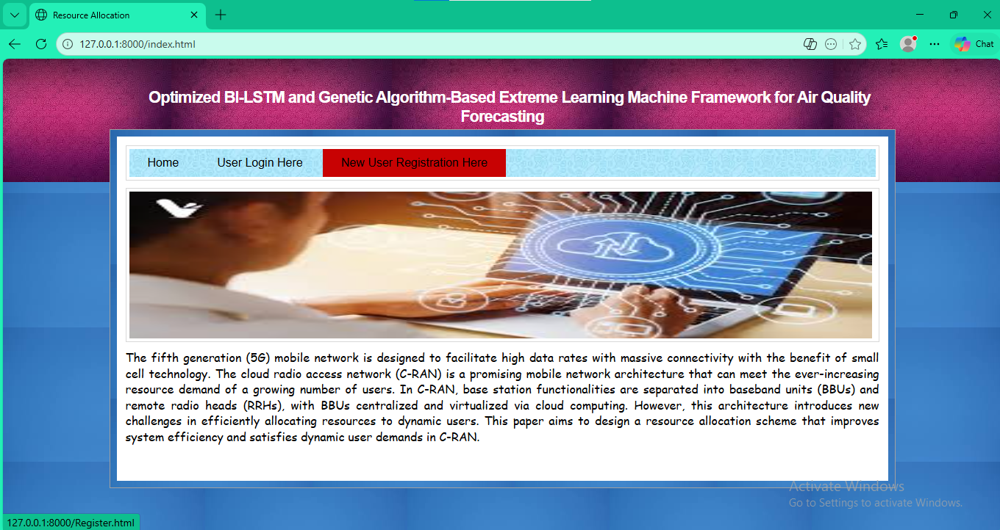 Resource Allocation
127.0.0.1:8000/index.html
Chat
Optimized BI-LSTM and Genetic Algorithm-Based Extreme Learning Machine Framework for Air Quality
Forecasting
Home
User Login Here
New User Registration Here
The fifth generation (5G) mobile network is designed to facilitate high data rates with massive connectivity with the benefit of small
cell technology. The cloud radio access network (C-RAN) is a promising mobile network architecture that can meet the ever-increasing
resource demand of a growing number of users. In C-RAN, base station functionalities are separated into baseband units (BBUs) and
remote radio heads (RRHs), with BBUs centralized and virtualized via cloud computing. However, this architecture introduces new
challenges in efficiently allocating resources to dynamic users. This paper aims to design a resource allocation scheme that improves
system efficiency and satisfies dynamic user demands in C-RAN.
Activate Windows
Go to Settings to activate Windows.
127.0.0.1:8000/Register.html